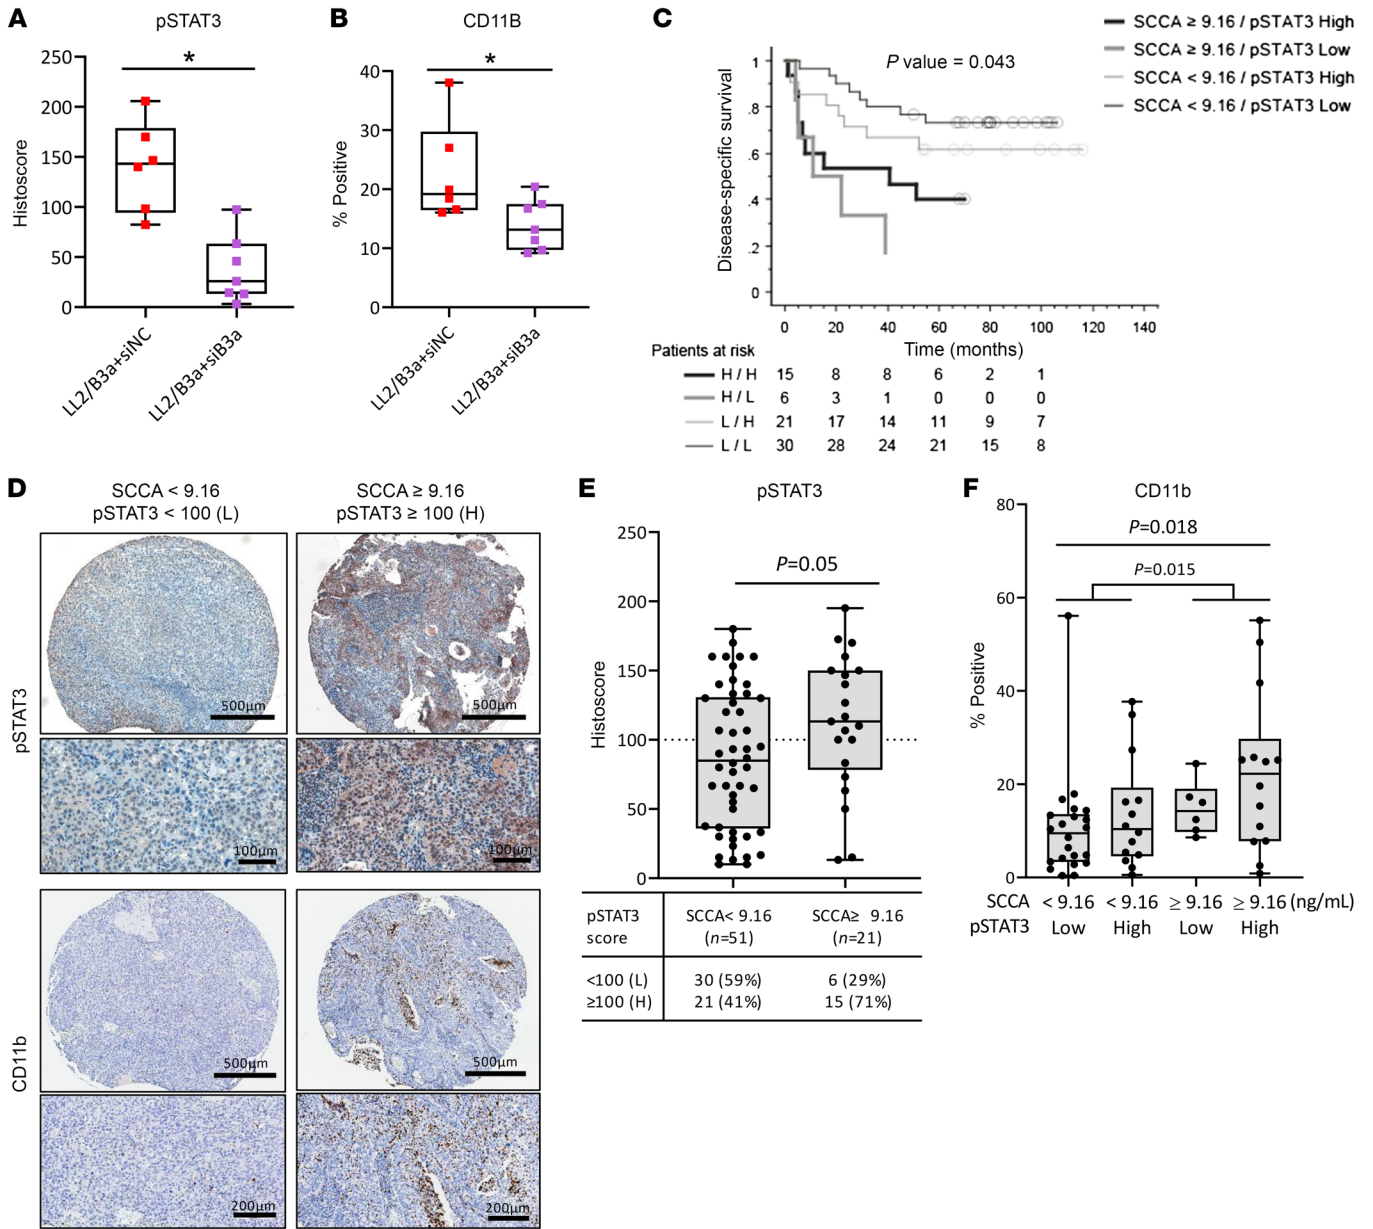 A
pSTAT3
*
Histoscore
250
200
150
100
50
0
LL2/B3a+siNC
LL2/B3a+siB3a
B
CD11B
*
% Positive
40
30
20
10
0
LL2/B3a+siNC
LL2/B3a+siB3a
C
SCCA ≥ 9.16 / pSTAT3 High
SCCA ≥ 9.16 / pSTAT3 Low
SCCA < 9.16 / pSTAT3 High
SCCA < 9.16 / pSTAT3 Low
P value = 0.043
Disease-specific survival
1
.8
.6
.4
.2
0
0 20 40 60 80 100 120 140
Time (months)
Patients at risk
H / H 15 8 8 6 2 1
H / L 6 3 1 0 0 0
L / H 21 17 14 11 9 7
L / L 30 28 24 21 15 8
D
SCCA < 9.16
pSTAT3 < 100 (L)
SCCA ≥ 9.16
pSTAT3 ≥ 100 (H)
pSTAT3
500µm
500µm
100µm
100µm
CD11b
500µm
500µm
200µm
200µm
E
pSTAT3
P=0.05
Histoscore
250
200
150
100
50
0
pSTAT3 score
SCCA< 9.16 (n=51)
SCCA≥ 9.16 (n=21)
<100 (L) 30 (59%) 6 (29%)
≥100 (H) 21 (41%) 15 (71%)
F
CD11b
P=0.018
P=0.015
% Positive
80
60
40
20
0
SCCA < 9.16 < 9.16 ≥ 9.16 ≥ 9.16 (ng/mL)
pSTAT3 Low High Low High